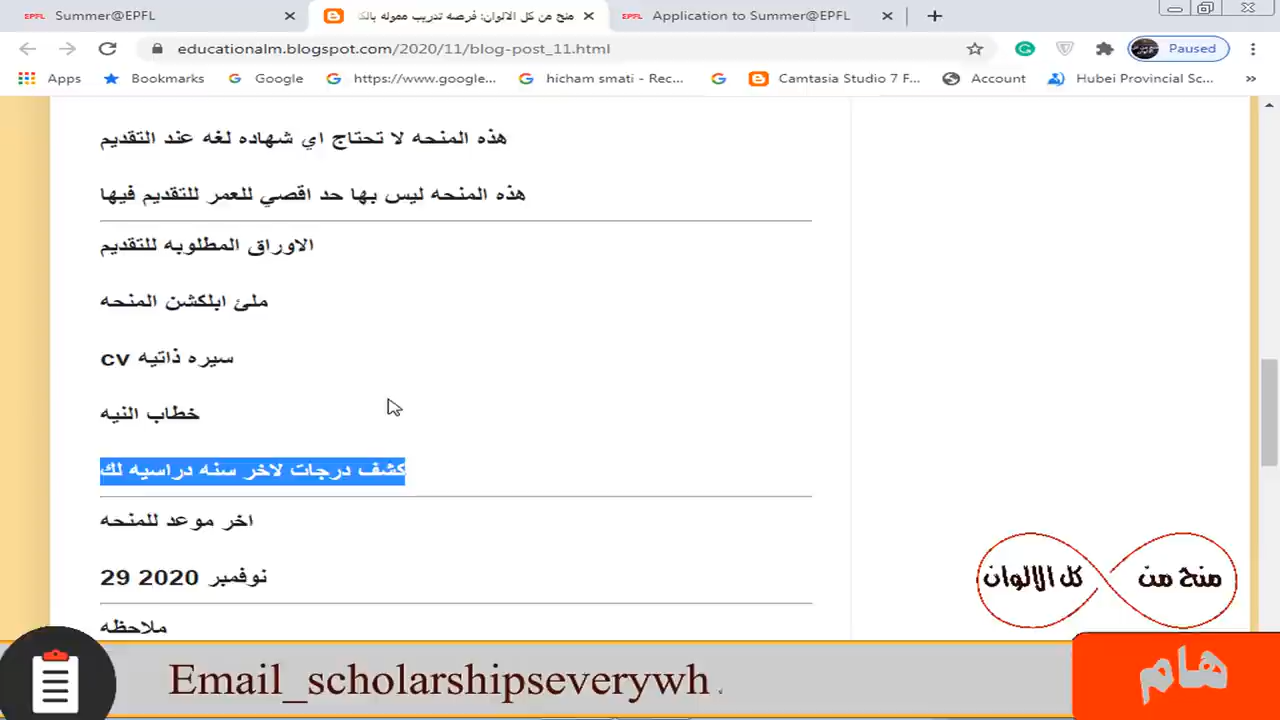 Summer@EPFL
منح من كل الالوان: فرصه تدريب مموله بالك
Application to Summer@EPFL
educationalm.blogspot.com/2020/11/blog-post_11.html
Paused
Apps
Bookmarks
Google
https://www.google...
hicham smati - Rec...
Camtasia Studio 7 F...
Account
Hubei Provincial Sc...
هذه المنحه لا تحتاج اي شهاده لغه عند التقديم
هذه المنحه ليس بها حد اقصي للعمر للتقديم فيها
الاوراق المطلوبه للتقديم
ملئ ابلكشن المنحه
سيره ذاتيه cv
خطاب النيه
كشف درجات لاخر سنه دراسيه لك
اخر موعد للمنحه
29 نوفمبر 2020
ملاحظه
منح من كل الالوان
Email_scholarshipseverywh
هام